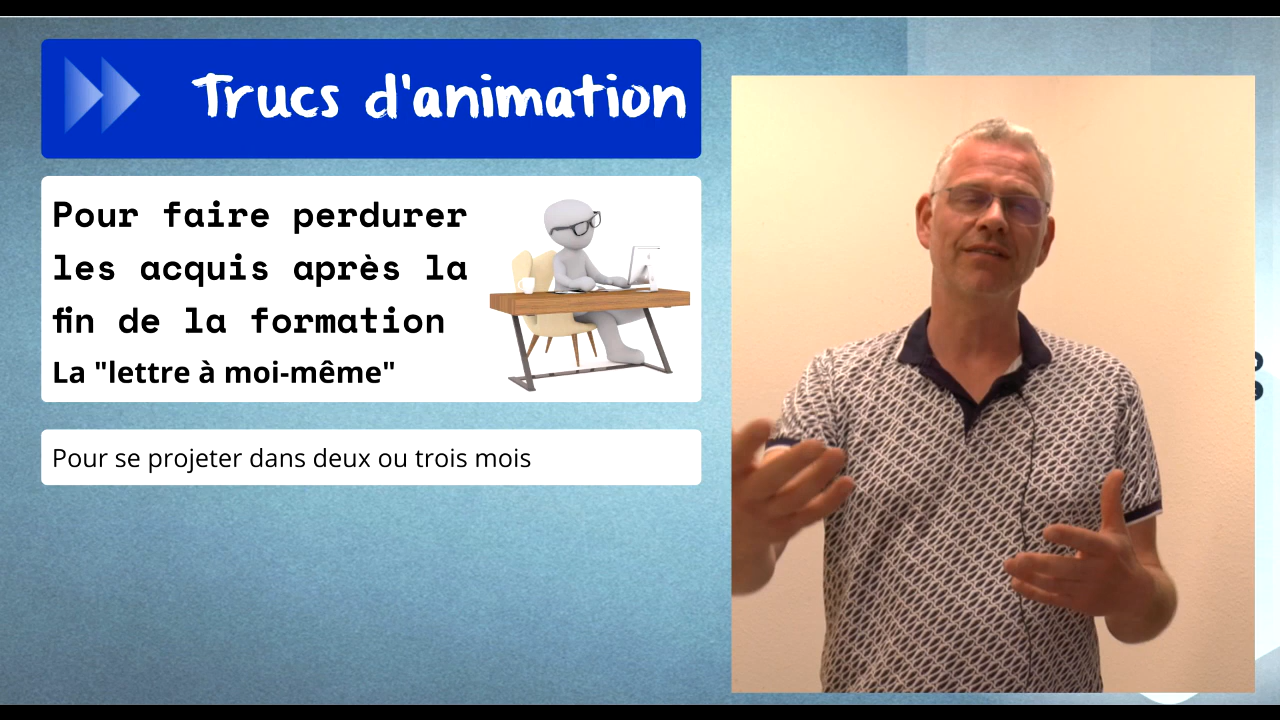 Trucs d'animation
Pour faire perdurer
les acquis après la
fin de la formation
La "lettre à moi-même"
Pour se projeter dans deux ou trois mois